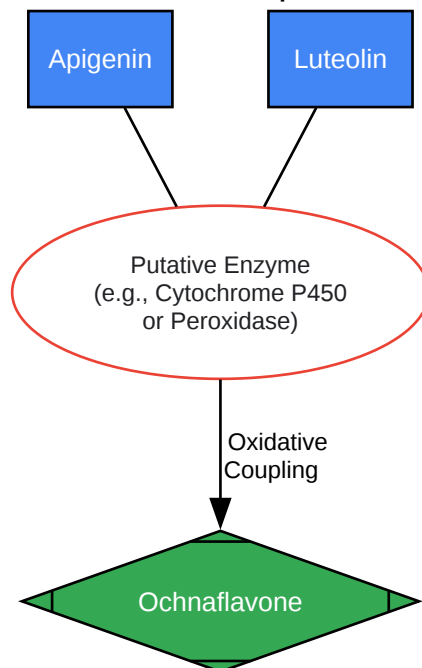 Apigenin
Luteolin
Putative Enzyme
(e.g., Cytochrome P450
or Peroxidase)
Oxidative
Coupling
Ochnaflavone